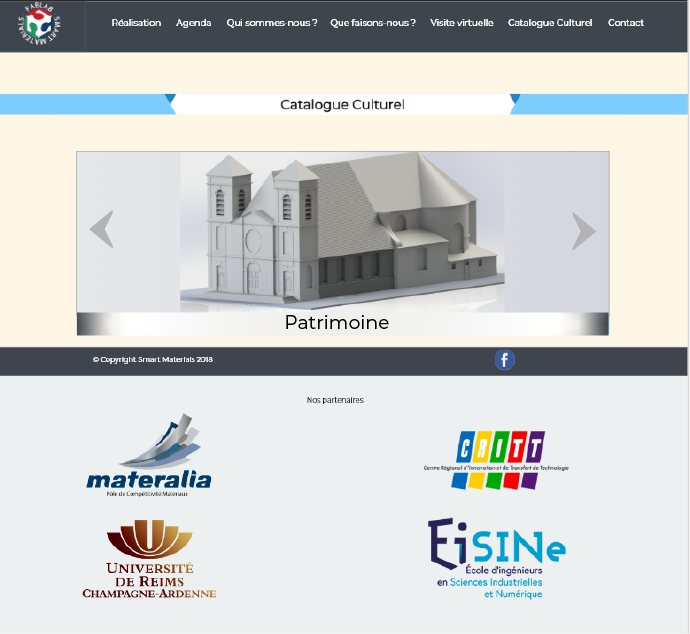 FABLAB SMART MATERIALS
Réalisation Agenda Qui sommes-nous ? Que faisons-nous ? Visite virtuelle Catalogue Culturel Contact
Catalogue Culturel
Patrimoine
© Copyright Smart Materials 2018
f
Nos partenaires
materalia
Pôle de Compétitivité Matériaux
CRITT
Centre Régional d'Innovation et de Transfert de Technologie
UNIVERSITÉ
DE REIMS
CHAMPAGNE-ARDENNE
EiSINe
École d'ingénieurs
en Sciences Industrielles
et Numérique